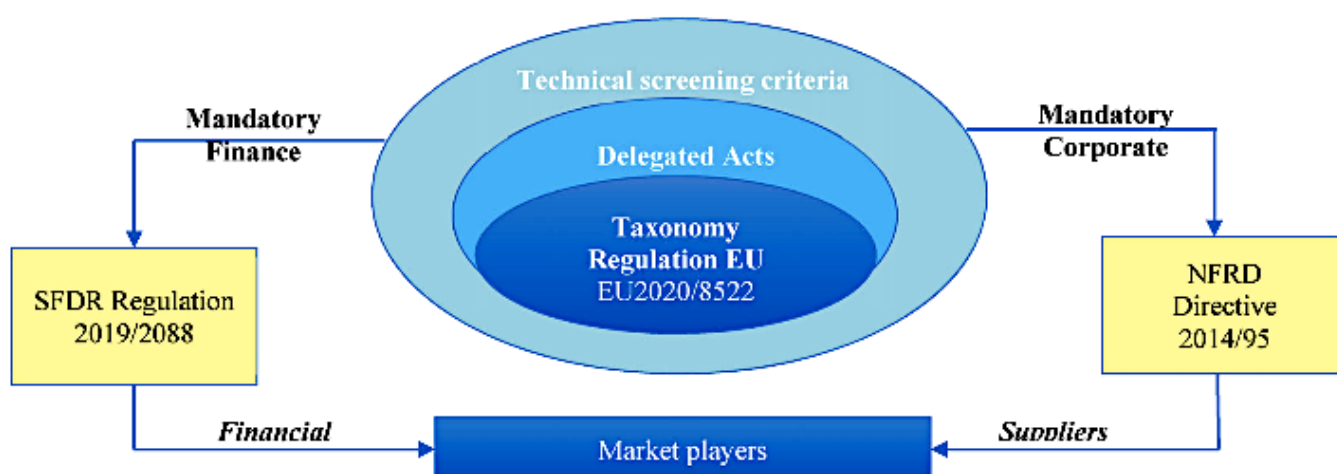 Technical screening criteria
Mandatory
Finance
Mandatory
Corporate
Delegated Acts
Taxonomy
Regulation EU
EU2020/8522
SFDR Regulation
2019/2088
NFRD
Directive
2014/95
Financial
Market players
Suppliers